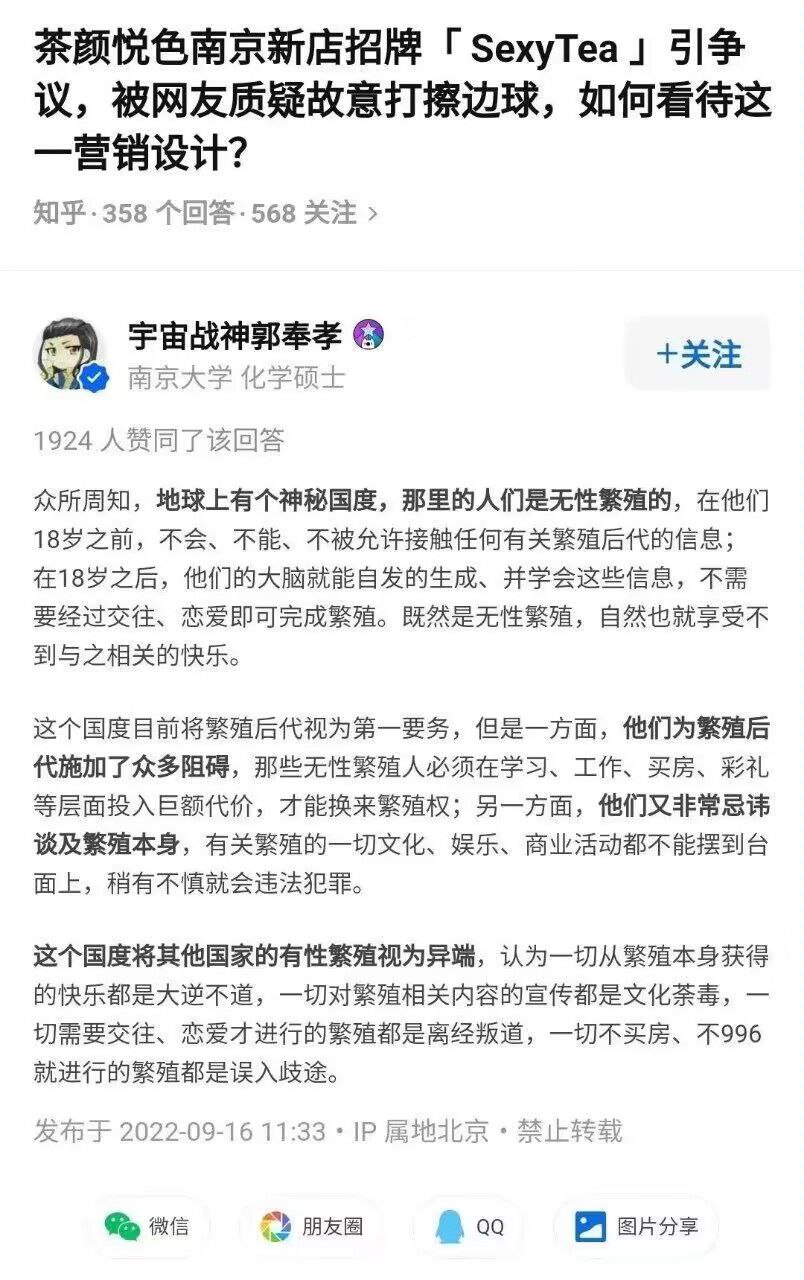 茶颜悦色南京新店招牌「 SexyTea 」引争
议，被网友质疑故意打擦边球，如何看待这
一营销设计？
知乎 · 358 个回答 · 568 关注 >
宇宙战神郭奉孝
南京大学 化学硕士
+关注
1924 人赞同了该回答
众所周知，地球上有个神秘国度，那里的人们是无性繁殖的，在他们
18岁之前，不会、不能、不被允许接触任何有关繁殖后代的信息；
在18岁之后，他们的大脑就能自发的生成、并学会这些信息，不需
要经过交往、恋爱即可完成繁殖。既然是无性繁殖，自然也就享受不
到与之相关的快乐。
这个国度目前将繁殖后代视为第一要务，但是一方面，他们为繁殖后
代施加了众多阻碍，那些无性繁殖人必须在学习、工作、买房、彩礼
等层面投入巨额代价，才能换来繁殖权；另一方面，他们又非常忌讳
谈及繁殖本身，有关繁殖的一切文化、娱乐、商业活动都不能摆到台
面上，稍有不慎就会违法犯罪。
这个国度将其他国家的有性繁殖视为异端，认为一切从繁殖本身获得
的快乐都是大逆不道，一切对繁殖相关内容的宣传都是文化荼毒，一
切需要交往、恋爱才进行的繁殖都是离经叛道，一切不买房、不996
就进行的繁殖都是误入歧途。
发布于 2022-09-16 11:33 · IP 属地北京 · 禁止转载
微信
朋友圈
QQ
图片分享